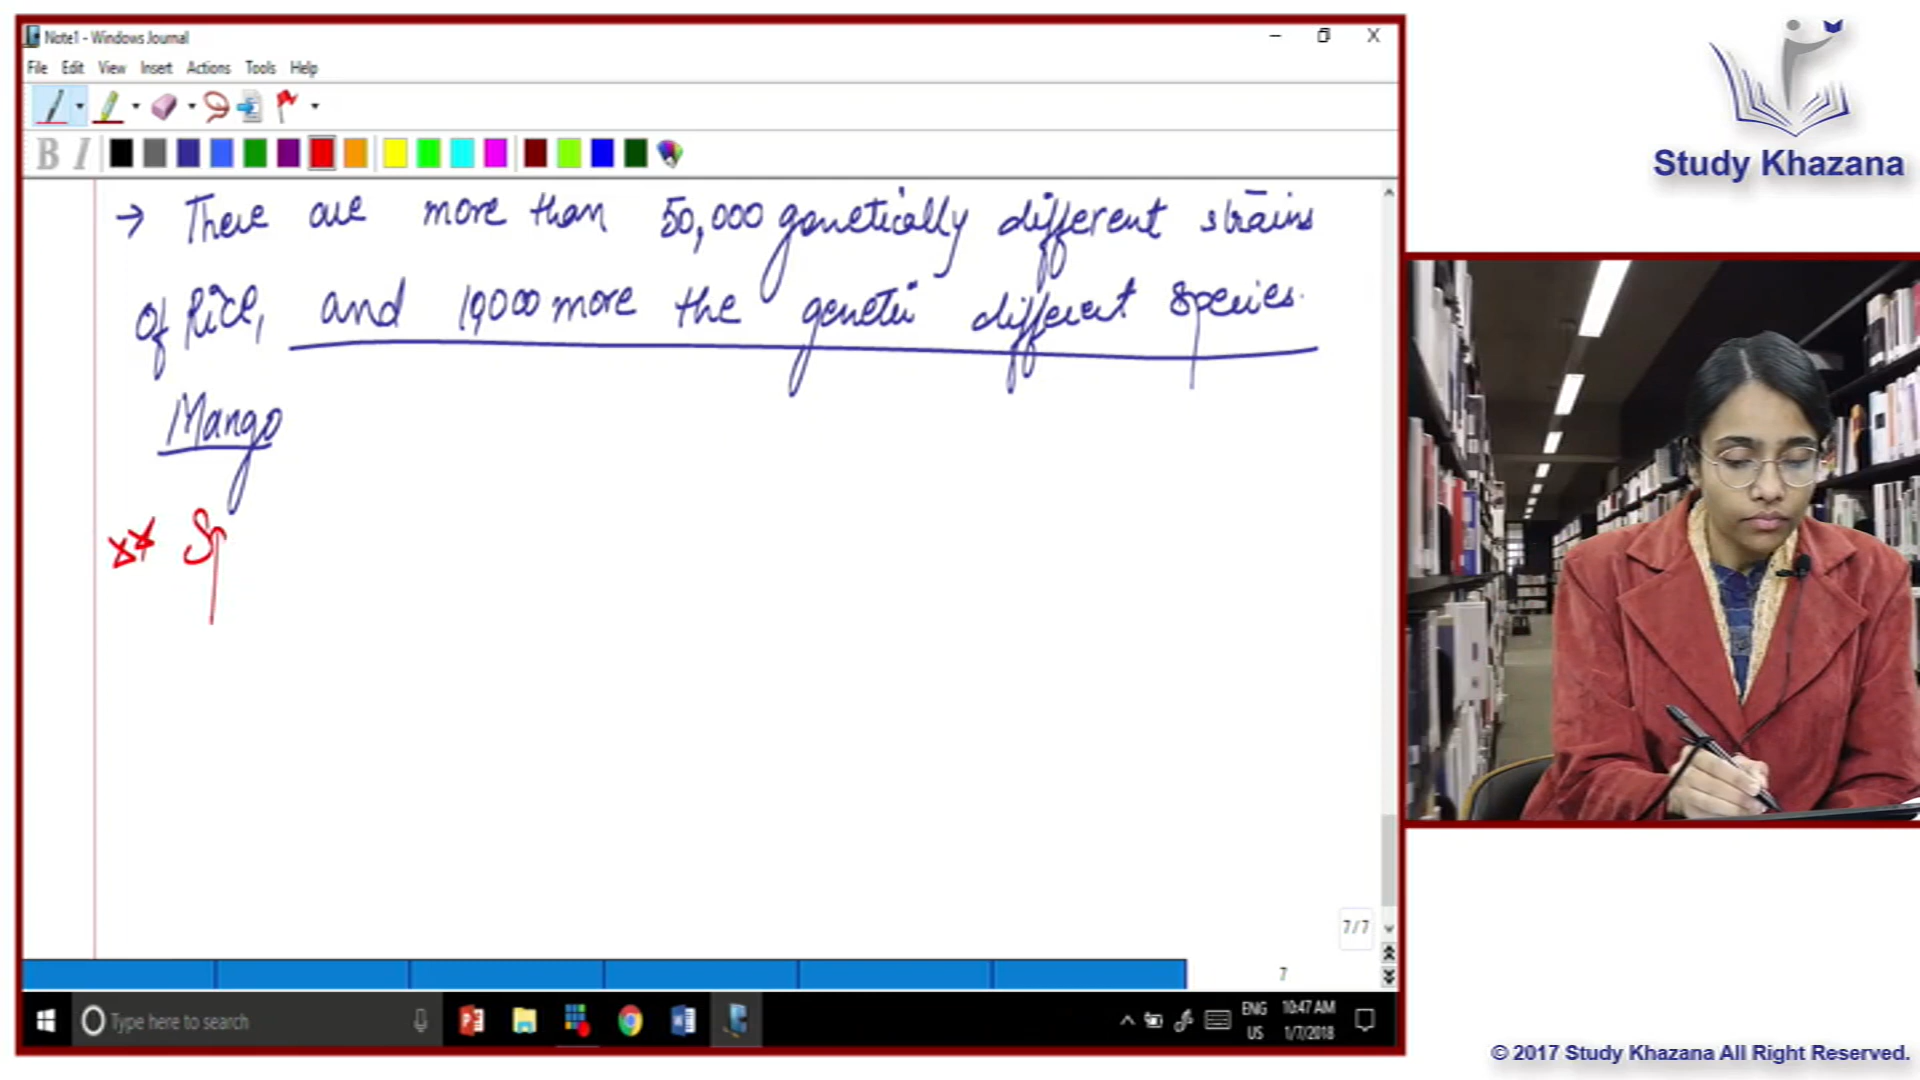 Note1 - Windows Journal
File Edit View Insert Actions Tools Help
B I
Study Khazana
→ There are more than 50,000 genetically different strains
of Rice, and 1000 more the genetic different Species.
Mango
** Sp
7/7
7
Type here to search
ENG
US
10:47 AM
1/7/2018
© 2017 Study Khazana All Right Reserved.